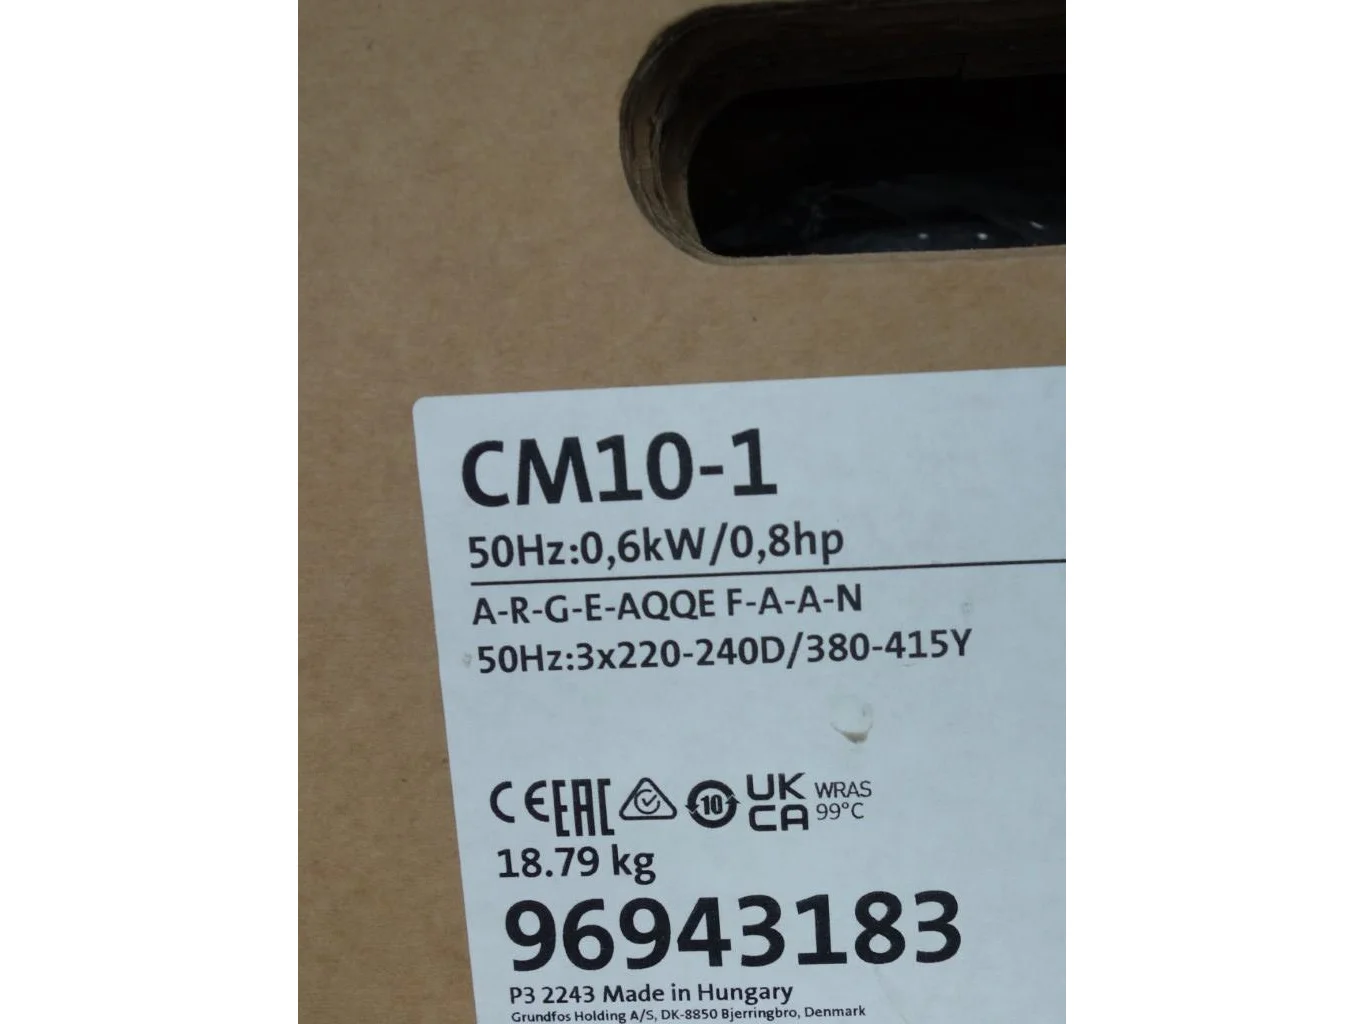 CM10-1
50Hz:0,6kW/0,8hp
A-R-G-E-AQQE F-A-A-N
50Hz:3x220-240D/380-415Y
CE EAC 10 UK CA WRAS 99°C
18.79 kg
96943183
P3 2243 Made in Hungary
Grundfos Holding A/S, DK-8850 Bjerringbro, Denmark